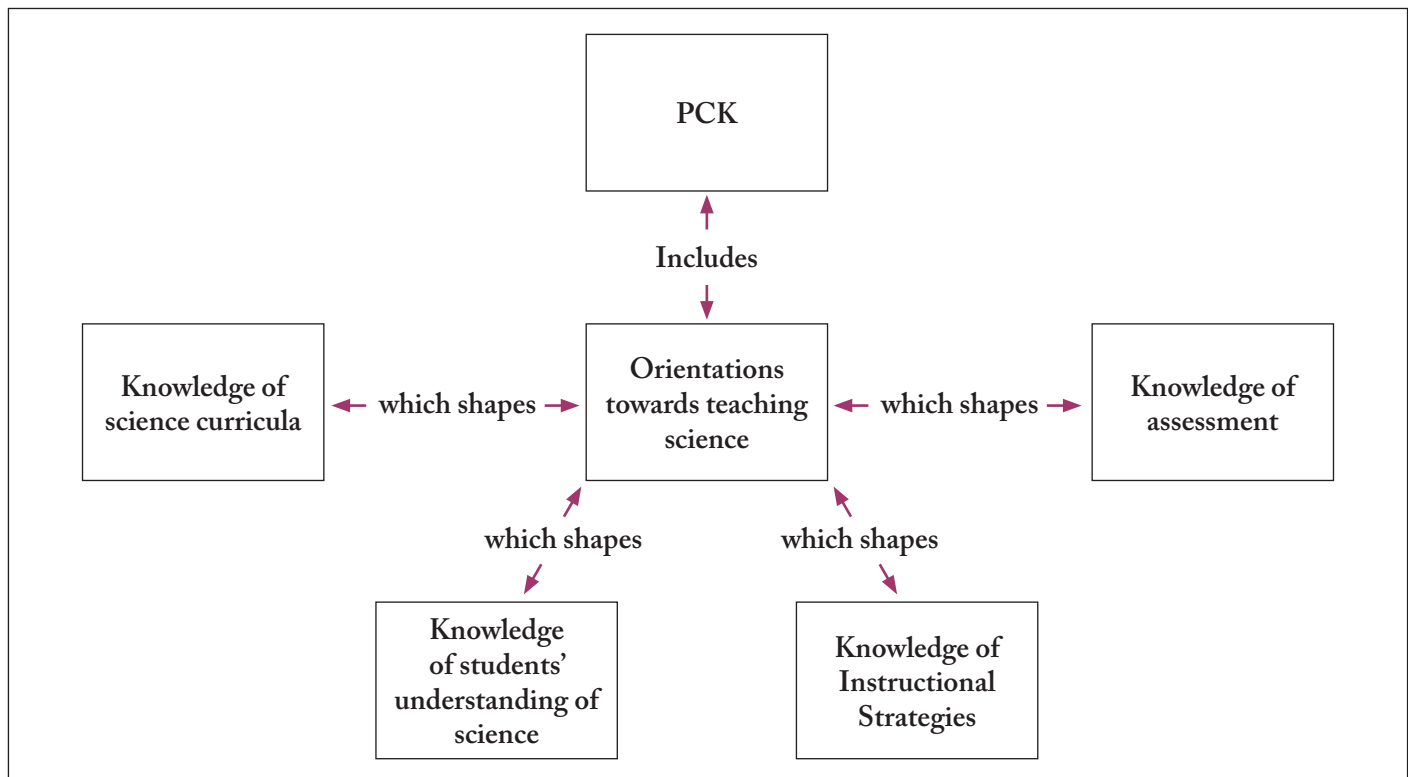 PCK
Includes
Knowledge of
science curricula
which shapes
Orientations
towards teaching
science
which shapes
Knowledge of
assessment
which shapes
which shapes
Knowledge
of students’
understanding of
science
Knowledge of
Instructional
Strategies